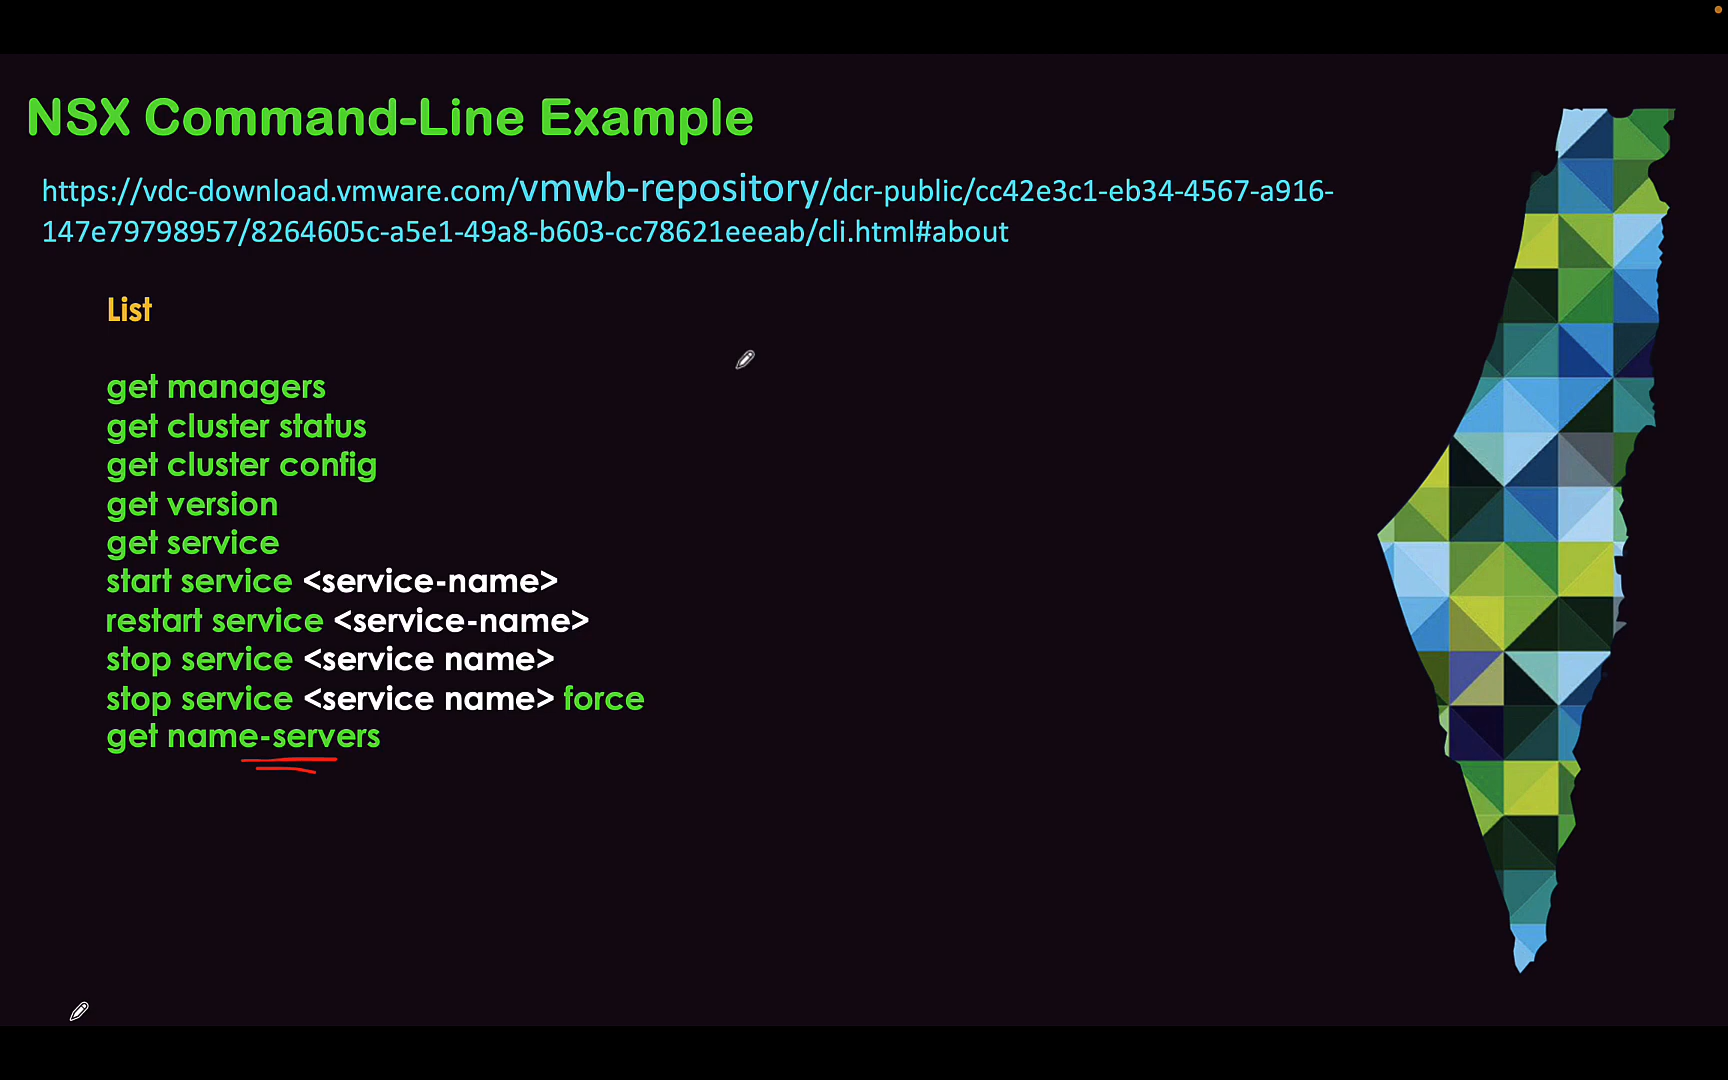 NSX Command-Line Example
https://vdc-download.vmware.com/vmwb-repository/dcr-public/cc42e3c1-eb34-4567-a916-
147e79798957/8264605c-a5e1-49a8-b603-cc78621eeeab/cli.html#about
List
get managers
get cluster status
get cluster config
get version
get service
start service <service-name>
restart service <service-name>
stop service <service name>
stop service <service name> force
get name-servers